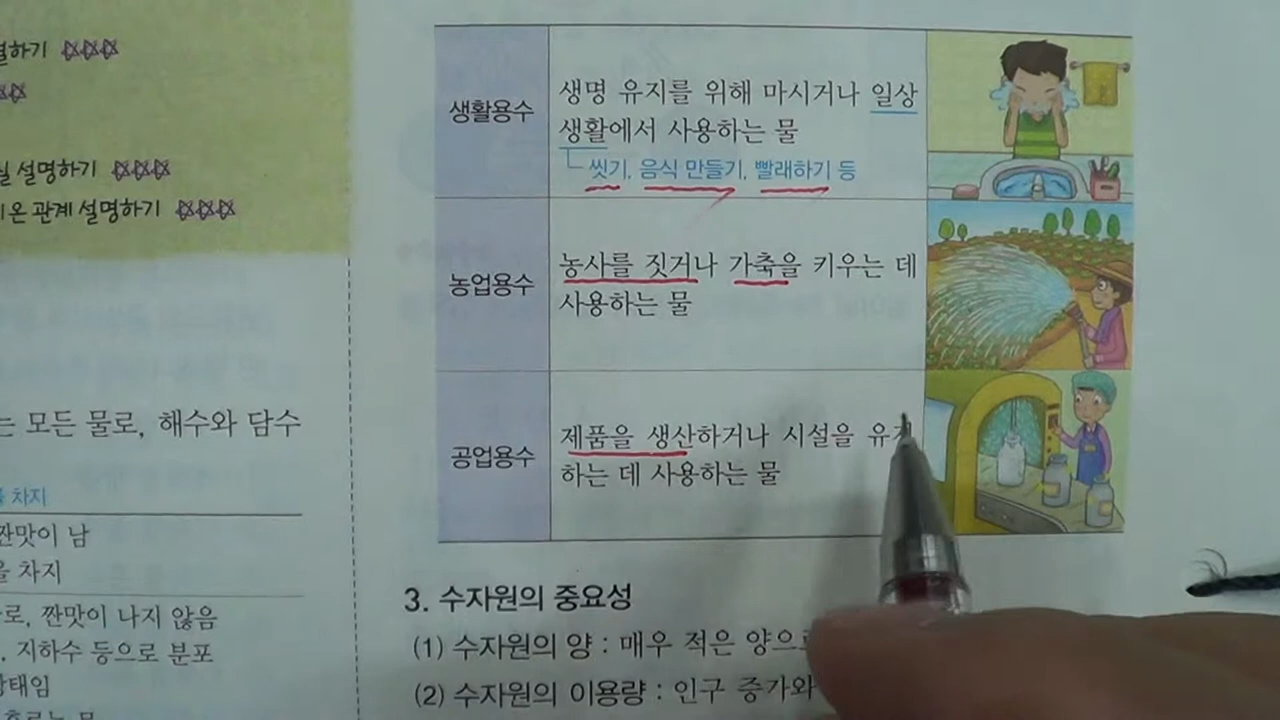 설명하기
온 관계 설명하기
는 모든 물로, 해수와 담수
차지
짠맛이 남
차지
로, 짠맛이 나지 않음
지하수 등으로 분포
생활용수
생명 유지를 위해 마시거나 일상
생활에서 사용하는 물
씻기, 음식 만들기, 빨래하기 등
농업용수
농사를 짓거나 가축을 키우는 데
사용하는 물
공업용수
제품을 생산하거나 시설을 유지
하는 데 사용하는 물
3. 수자원의 중요성
(1) 수자원의 양 : 매우 적은 양으로
(2) 수자원의 이용량 : 인구 증가와